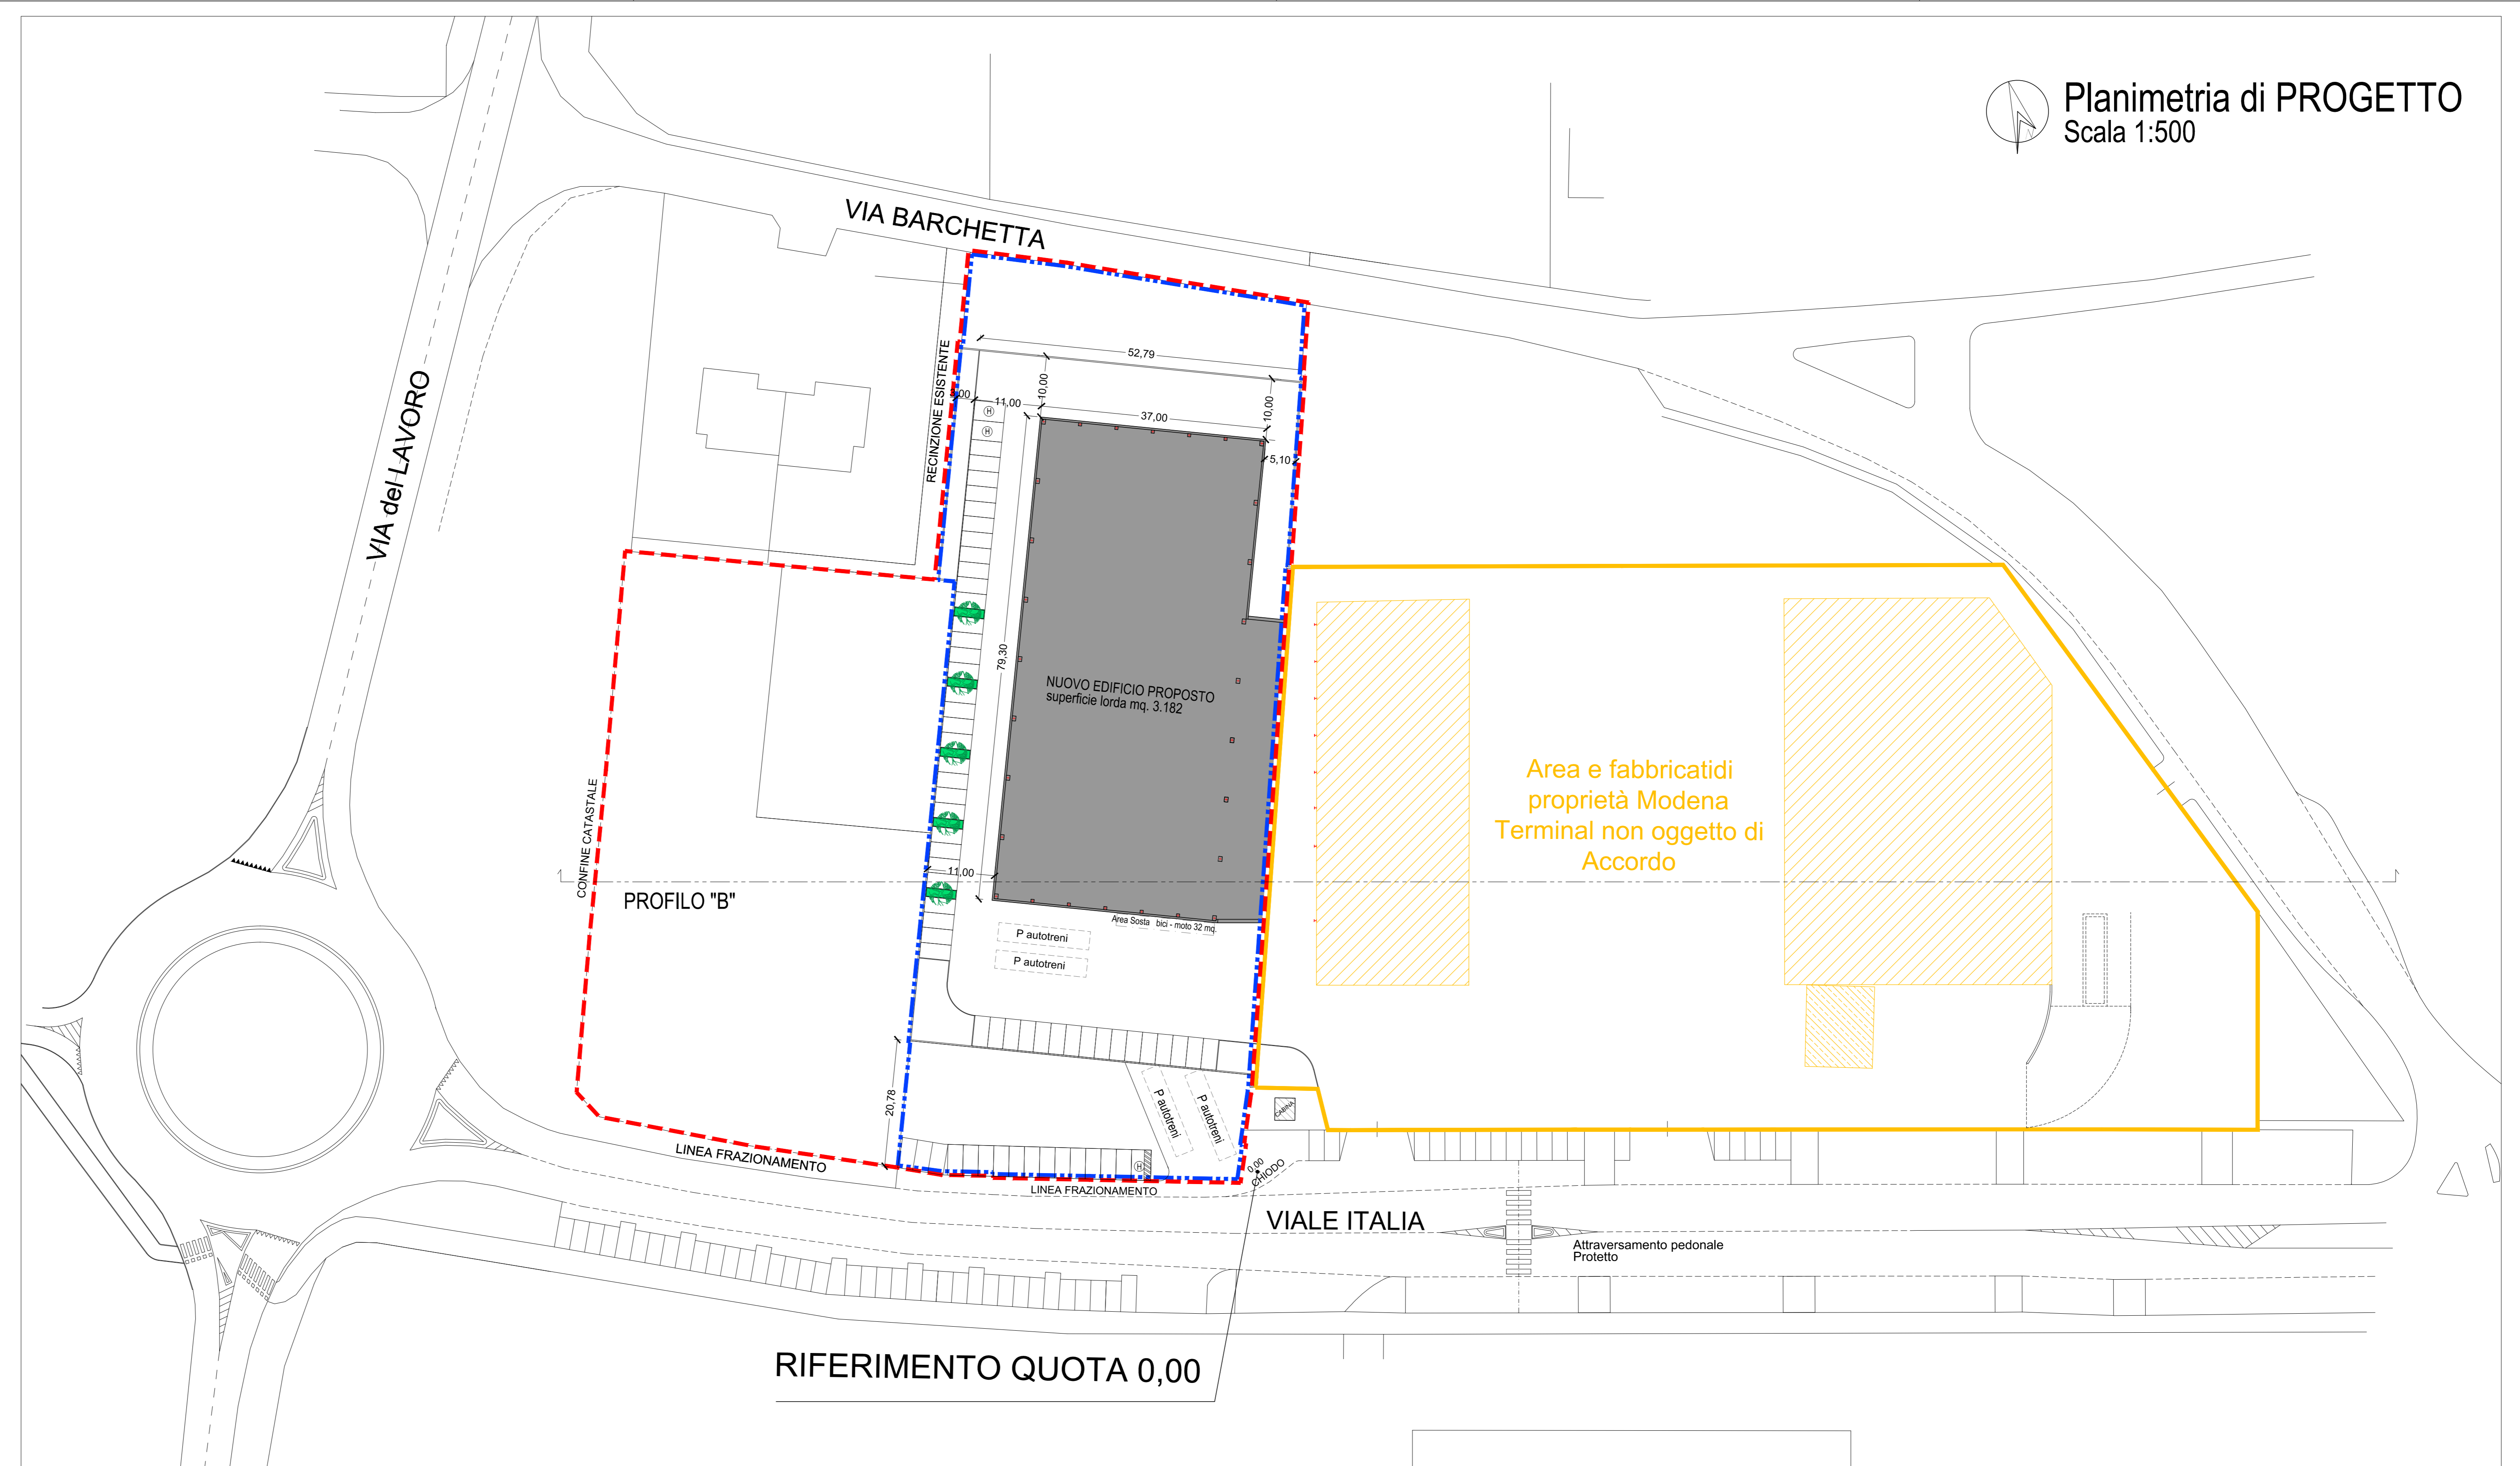 Planimetria di PROGETTO
Scala 1:500
VIA BARCHETTA
VIA del LAVORO
RECINZIONE ESISTENTE
52,79
10,00
10,00
11,00
37,00
5,10
H
H
79,30
NUOVO EDIFICIO PROPOSTO
superficie lorda mq. 3.182
Area e fabbricatidi
proprietà Modena
Terminal non oggetto di
Accordo
CONFINE CATASTALE
11,00
1
1
PROFILO "B"
Area Sosta bici - moto 32 mq.
P autotreni
P autotreni
20,78
P autotreni
P autotreni
CABINA
LINEA FRAZIONAMENTO
H
0,00
CHIODO
LINEA FRAZIONAMENTO
VIALE ITALIA
Attraversamento pedonale
Protetto
RIFERIMENTO QUOTA 0,00